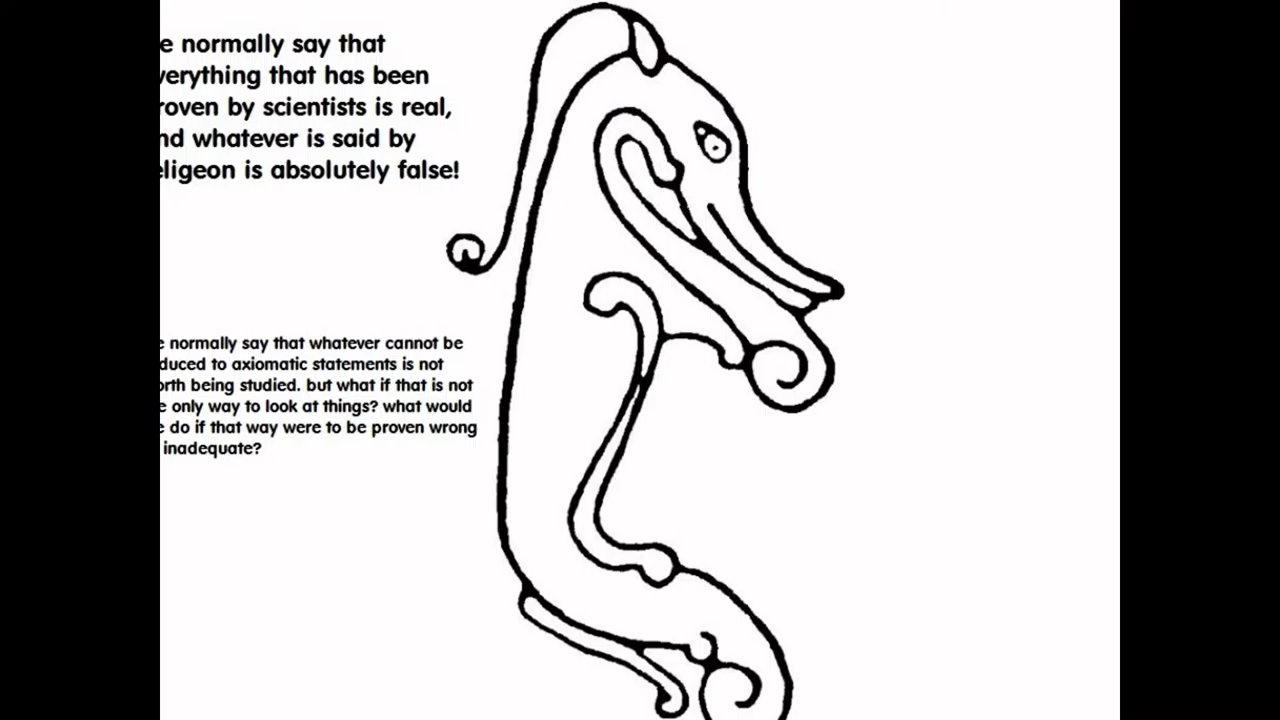 e normally say that
verything that has been
roven by scientists is real,
nd whatever is said by
eligeon is absolutely false!
e normally say that whatever cannot be
duced to axiomatic statements is not
orth being studied. but what if that is not
e only way to look at things? what would
e do if that way were to be proven wrong
inadequate?